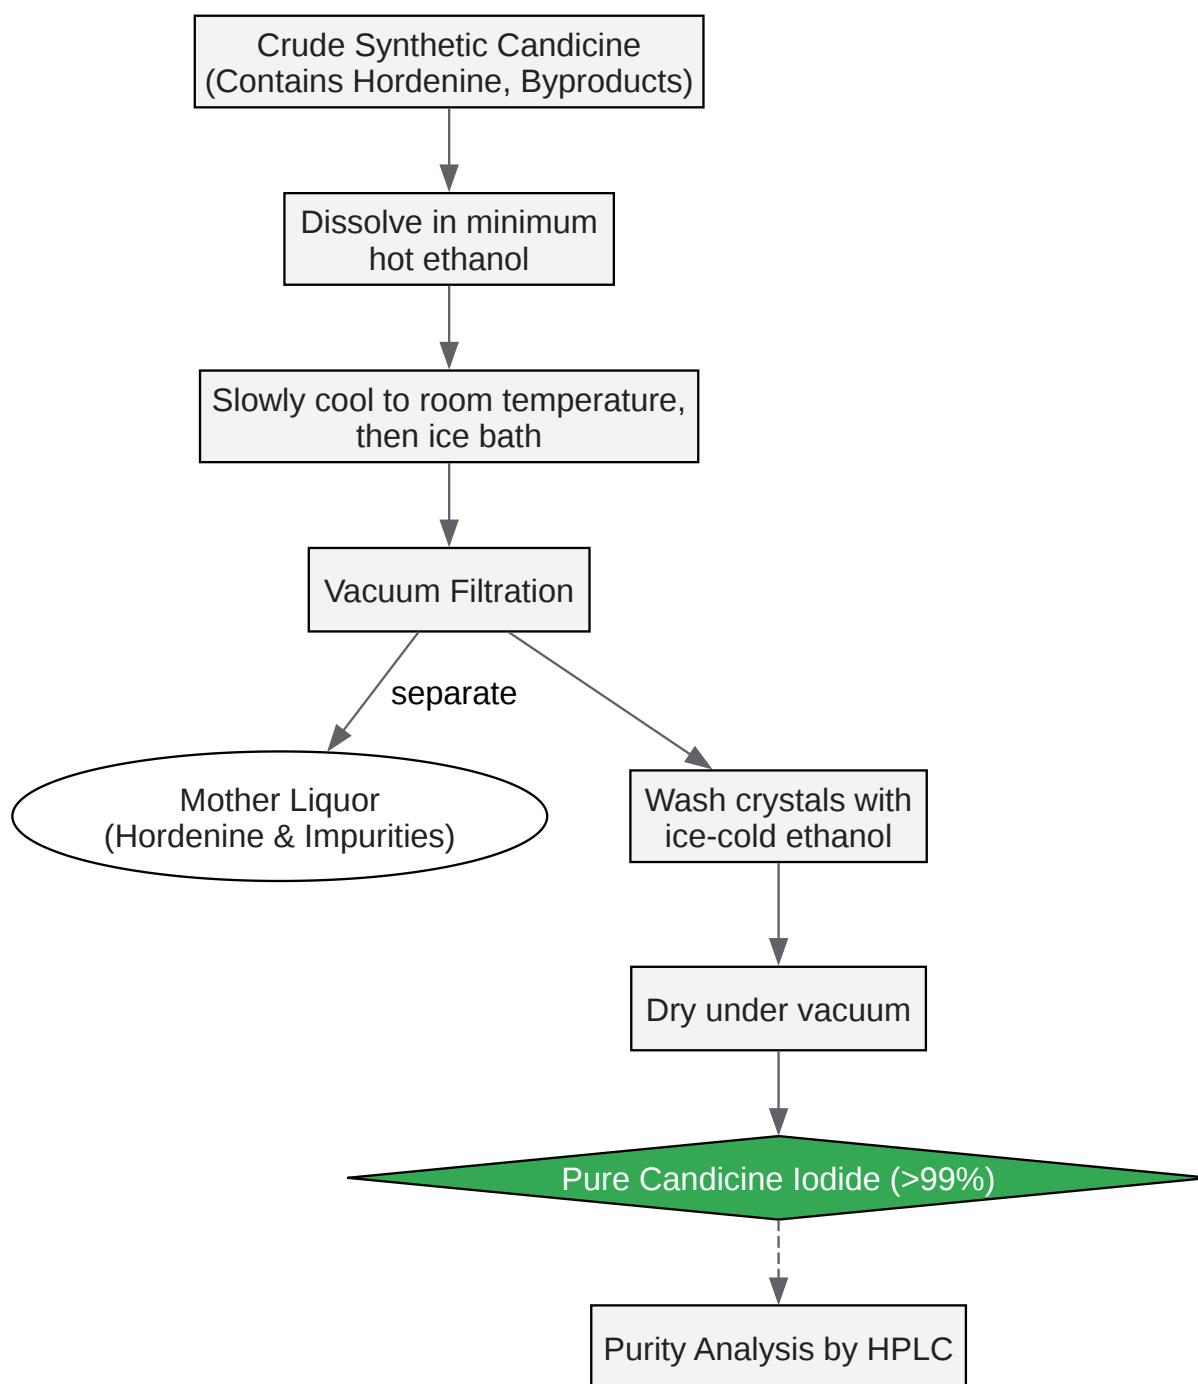 Crude Synthetic Candicine
(Contains Hordenine, Byproducts)
Dissolve in minimum
hot ethanol
Slowly cool to room temperature,
then ice bath
Vacuum Filtration
separate
Mother Liquor
(Hordenine & Impurities)
Wash crystals with
ice-cold ethanol
Dry under vacuum
Pure Candicine Iodide (>99%)
Purity Analysis by HPLC